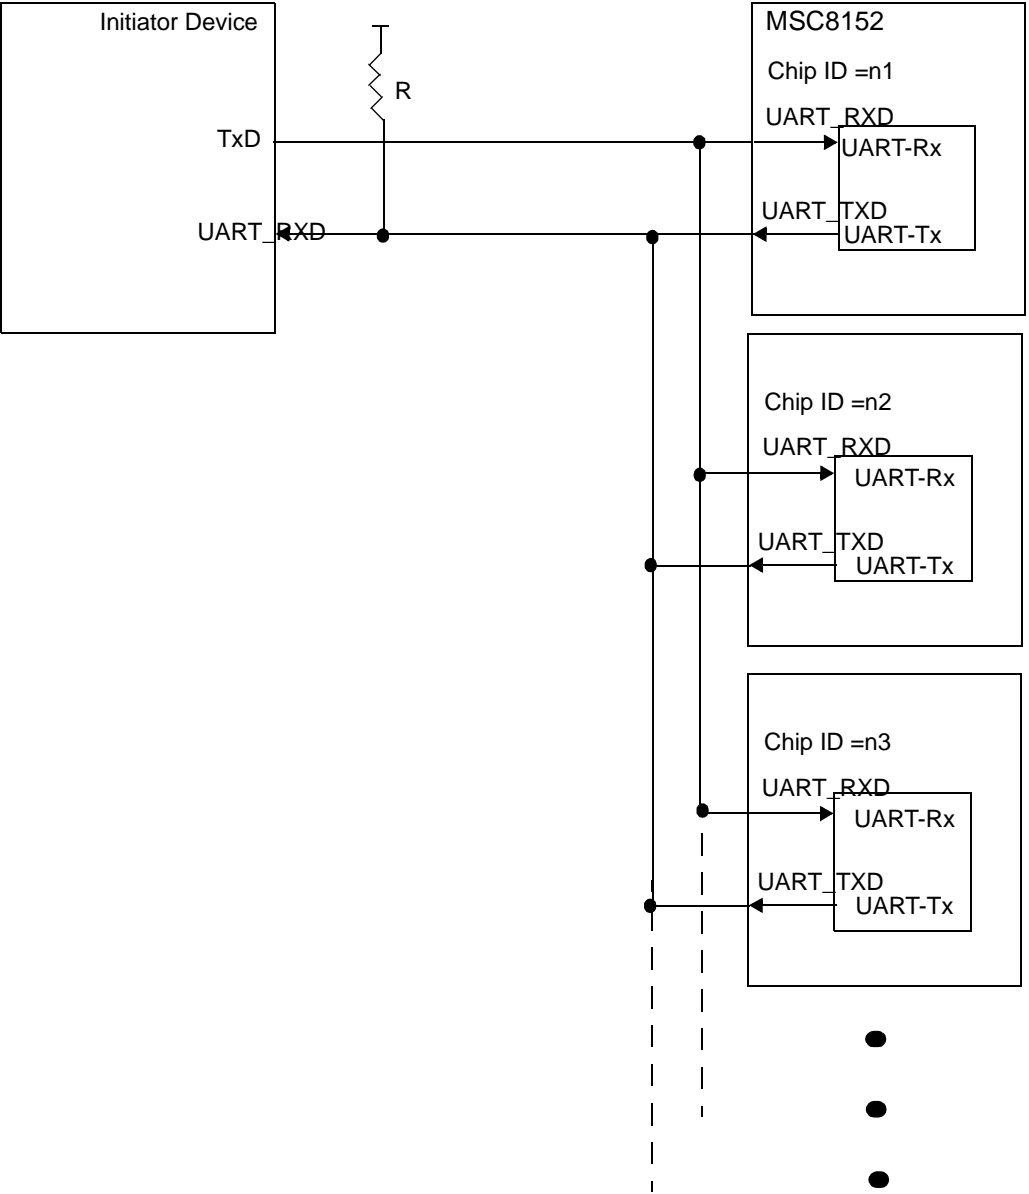 Initiator Device
R
TxD
UART_RXD
MSC8152
Chip ID =n1
UART_RXD
UART-Rx
UART_TXD
UART-Tx
Chip ID =n2
UART_RXD
UART-Rx
UART_TXD
UART-Tx
Chip ID =n3
UART_RXD
UART-Rx
UART_TXD
UART-Tx